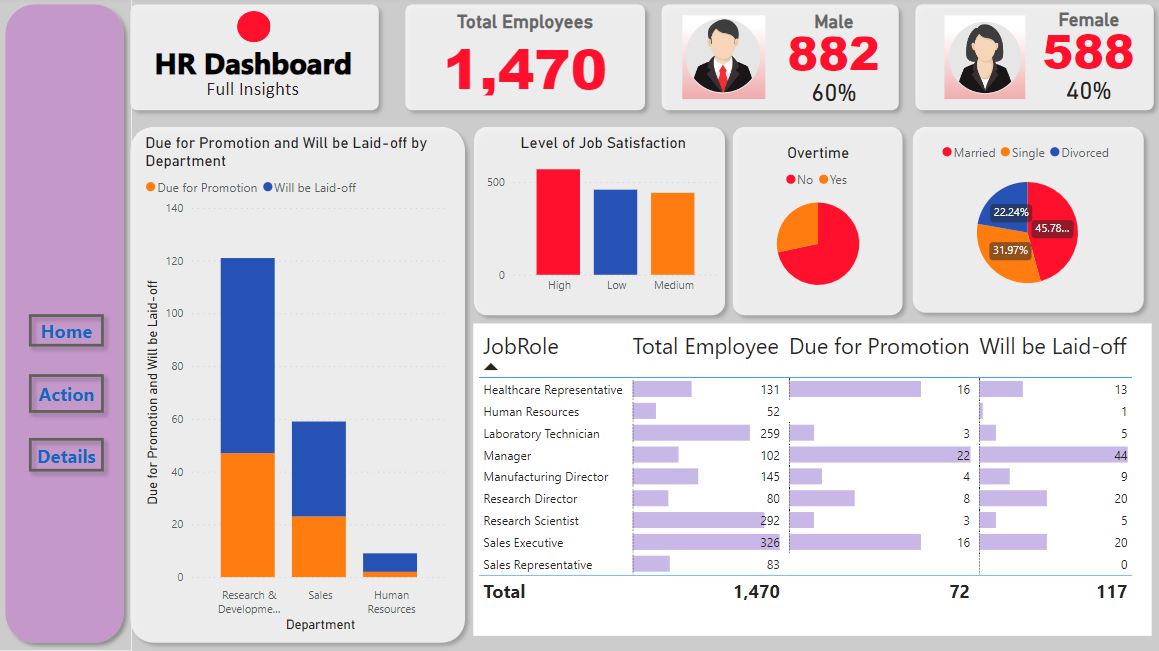 HR Dashboard
Full Insights
Total Employees
1,470
Male
882
60%
Female
588
40%
Home
Action
Details
Due for Promotion and Will be Laid-off by
Department
Due for Promotion Will be Laid-off
Due for Promotion and Will be Laid-off
140
120
100
80
60
40
20
0
Research &
Developme...
Sales
Human
Resources
Department
Level of Job Satisfaction
500
0
High Low Medium
Overtime
No Yes
Married Single Divorced
22.24%
45.78...
31.97%
JobRole Total Employee Due for Promotion Will be Laid-off
Healthcare Representative 131 16 13
Human Resources 52 1
Laboratory Technician 259 3 5
Manager 102 22 44
Manufacturing Director 145 4 9
Research Director 80 8 20
Research Scientist 292 3 5
Sales Executive 326 16 20
Sales Representative 83 0
Total 1,470 72 117